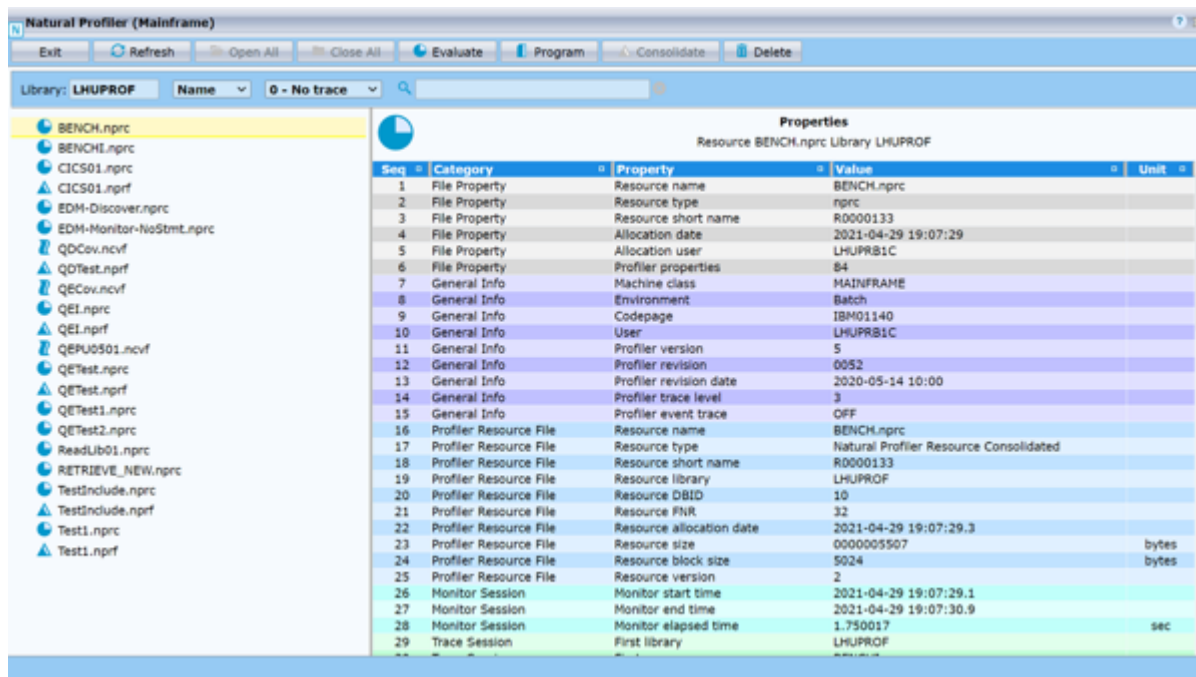 Natural Profiler (Mainframe)
Exit Refresh Open All Close All Evaluate Program Consolidate Delete
Library: LHUPROF Name 0 - No trace
BENCH.nprc
BENCHI.nprc
CICS01.nprc
CICS01.nprf
EDM-Discover.nprc
EDM-Monitor-NoStmt.nprc
QDCov.ncvf
QDTest.nprf
QECov.ncvf
QEI.nprc
QEI.nprf
QEPU0501.ncvf
QETest.nprc
QETest.nprf
QETest1.nprc
QETest2.nprc
ReadLib01.nprc
RETRIEVE_NEW.nprc
TestInclude.nprc
TestInclude.nprf
Test1.nprc
Test1.nprf
Properties
Resource BENCH.nprc Library LHUPROF
Seq Category Property Value Unit
1 File Property Resource name BENCH.nprc
2 File Property Resource type nprc
3 File Property Resource short name R0000133
4 File Property Allocation date 2021-04-29 19:07:29
5 File Property Allocation user LHUPRB1C
6 File Property Profiler properties 84
7 General Info Machine class MAINFRAME
8 General Info Environment Batch
9 General Info Codepage IBM01140
10 General Info User LHUPRB1C
11 General Info Profiler version 5
12 General Info Profiler revision 0052
13 General Info Profiler revision date 2020-05-14 10:00
14 General Info Profiler trace level 3
15 General Info Profiler event trace OFF
16 Profiler Resource File Resource name BENCH.nprc
17 Profiler Resource File Resource type Natural Profiler Resource Consolidated
18 Profiler Resource File Resource short name R0000133
19 Profiler Resource File Resource library LHUPROF
20 Profiler Resource File Resource DBID 10
21 Profiler Resource File Resource FNR 32
22 Profiler Resource File Resource allocation date 2021-04-29 19:07:29.3
23 Profiler Resource File Resource size 0000005507 bytes
24 Profiler Resource File Resource block size 5024 bytes
25 Profiler Resource File Resource version 2
26 Monitor Session Monitor start time 2021-04-29 19:07:29.1
27 Monitor Session Monitor end time 2021-04-29 19:07:30.9
28 Monitor Session Monitor elapsed time 1.750017 sec
29 Trace Session First library LHUPROF